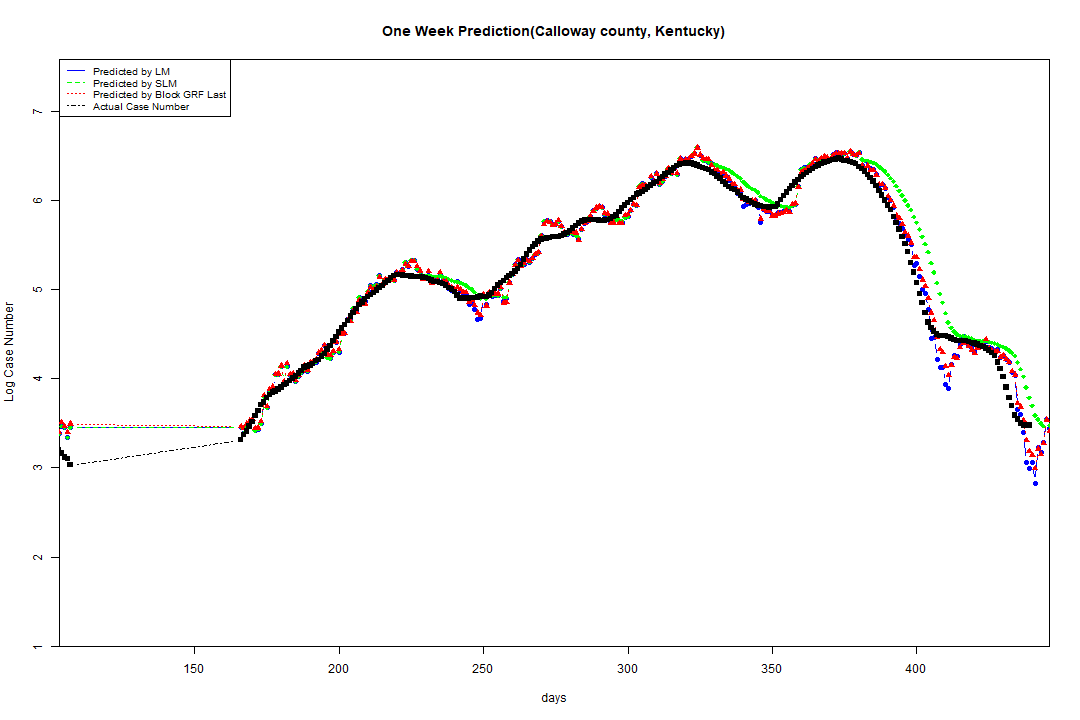 One Week Prediction(Calloway county, Kentucky)
Predicted by LM
Predicted by SLM
Predicted by Block GRF Last
Actual Case Number
7
6
5
4
3
2
1
Log Case Number
150 200 250 300 350 400
days